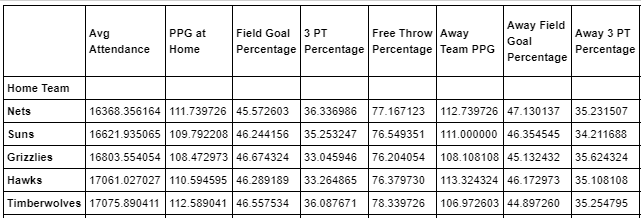 Avg Attendance PPG at Home Field Goal Percentage 3 PT Percentage Free Throw Percentage Away Team PPG Away Field Goal Percentage Away 3 PT Percentage
Home Team
Nets 16368.356164 111.739726 45.572603 36.336986 77.167123 112.739726 47.130137 35.231507
Suns 16621.935065 109.792208 46.244156 35.253247 76.549351 111.000000 46.354545 34.211688
Grizzlies 16803.554054 108.472973 46.674324 33.045946 76.204054 108.108108 45.132432 35.624324
Hawks 17061.027027 110.594595 46.289189 33.264865 76.379730 113.324324 46.172973 35.108108
Timberwolves 17075.890411 112.589041 46.557534 36.087671 78.339726 106.972603 44.897260 35.254795